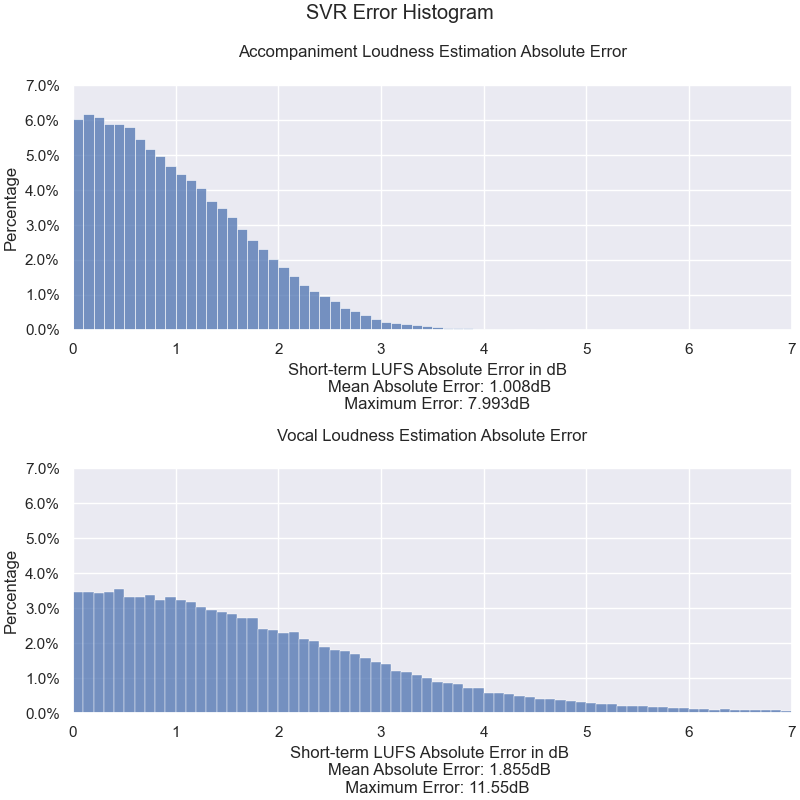 SVR Error Histogram
Accompaniment Loudness Estimation Absolute Error
7.0%
6.0%
5.0%
4.0%
3.0%
2.0%
1.0%
0.0%
Percentage
0 1 2 3 4 5 6 7
Short-term LUFS Absolute Error in dB
Mean Absolute Error: 1.008dB
Maximum Error: 7.993dB
Vocal Loudness Estimation Absolute Error
7.0%
6.0%
5.0%
4.0%
3.0%
2.0%
1.0%
0.0%
Percentage
0 1 2 3 4 5 6 7
Short-term LUFS Absolute Error in dB
Mean Absolute Error: 1.855dB
Maximum Error: 11.55dB